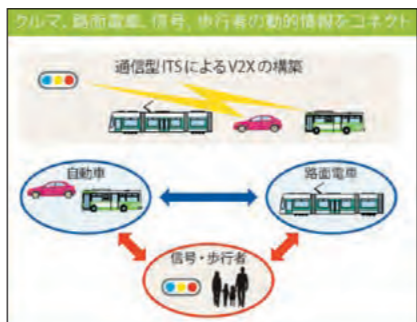 クルマ、路面電車、信号、歩行者の動的情報をコネクト
通信型ITSによるV2Xの構築
自動車
路面電車
信号・歩行者